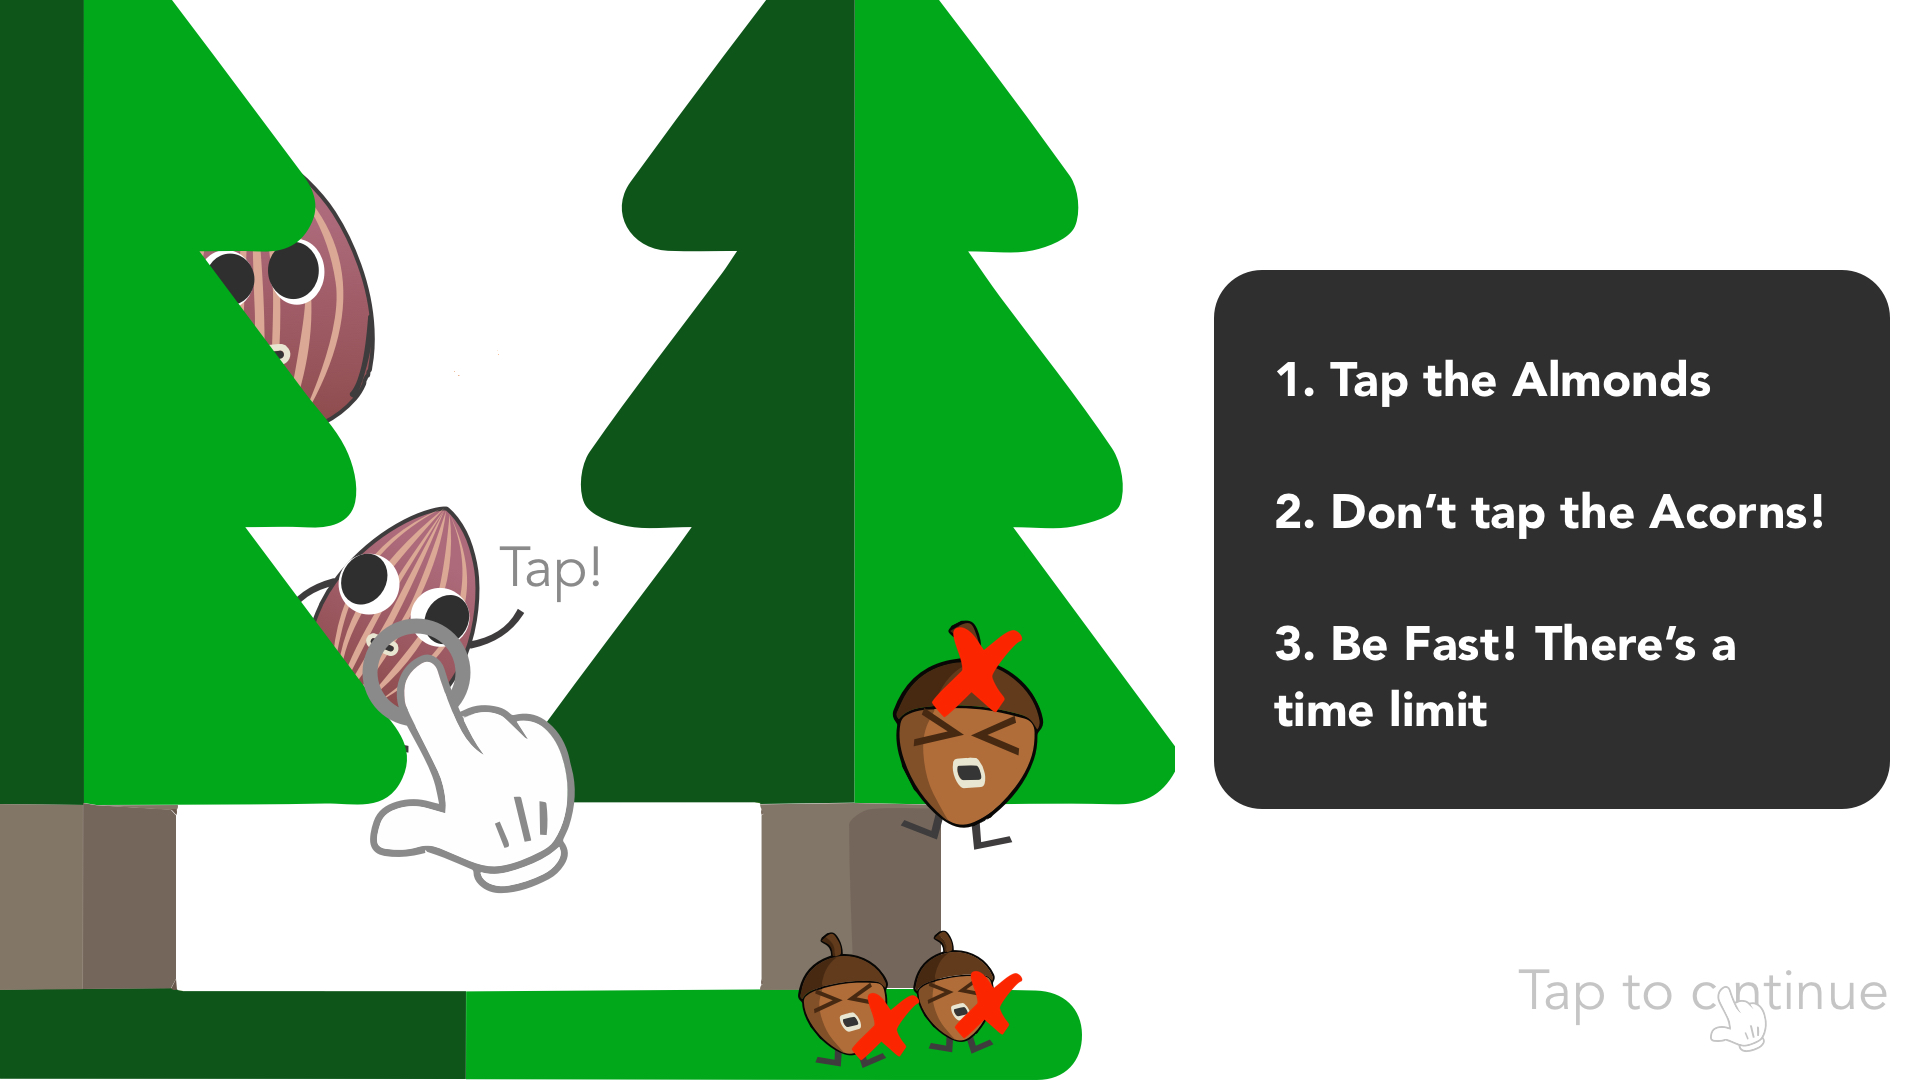 Tap!
1. Tap the Almonds
2. Don’t tap the Acorns!
3. Be Fast! There’s a
time limit
Tap to continue